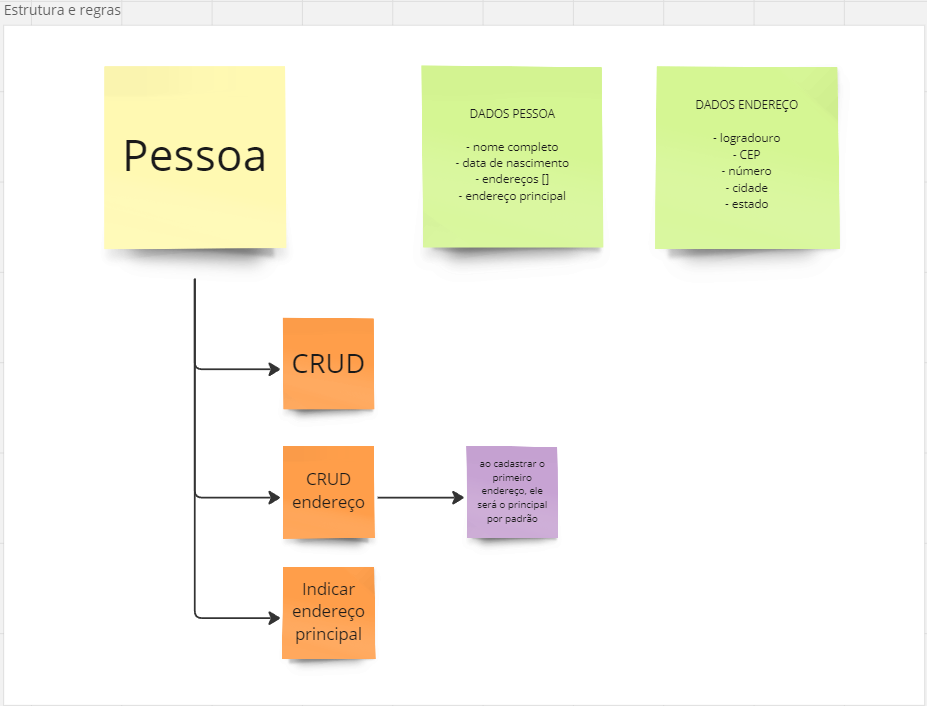 Estrutura e regras
Pessoa
DADOS PESSOA
- nome completo
- data de nascimento
- endereços []
- endereço principal
DADOS ENDEREÇO
- logradouro
- CEP
- número
- cidade
- estado
CRUD
CRUD
endereço
ao cadastrar o
primeiro
endereço, ele
será o principal
por padrão
Indicar
endereço
principal